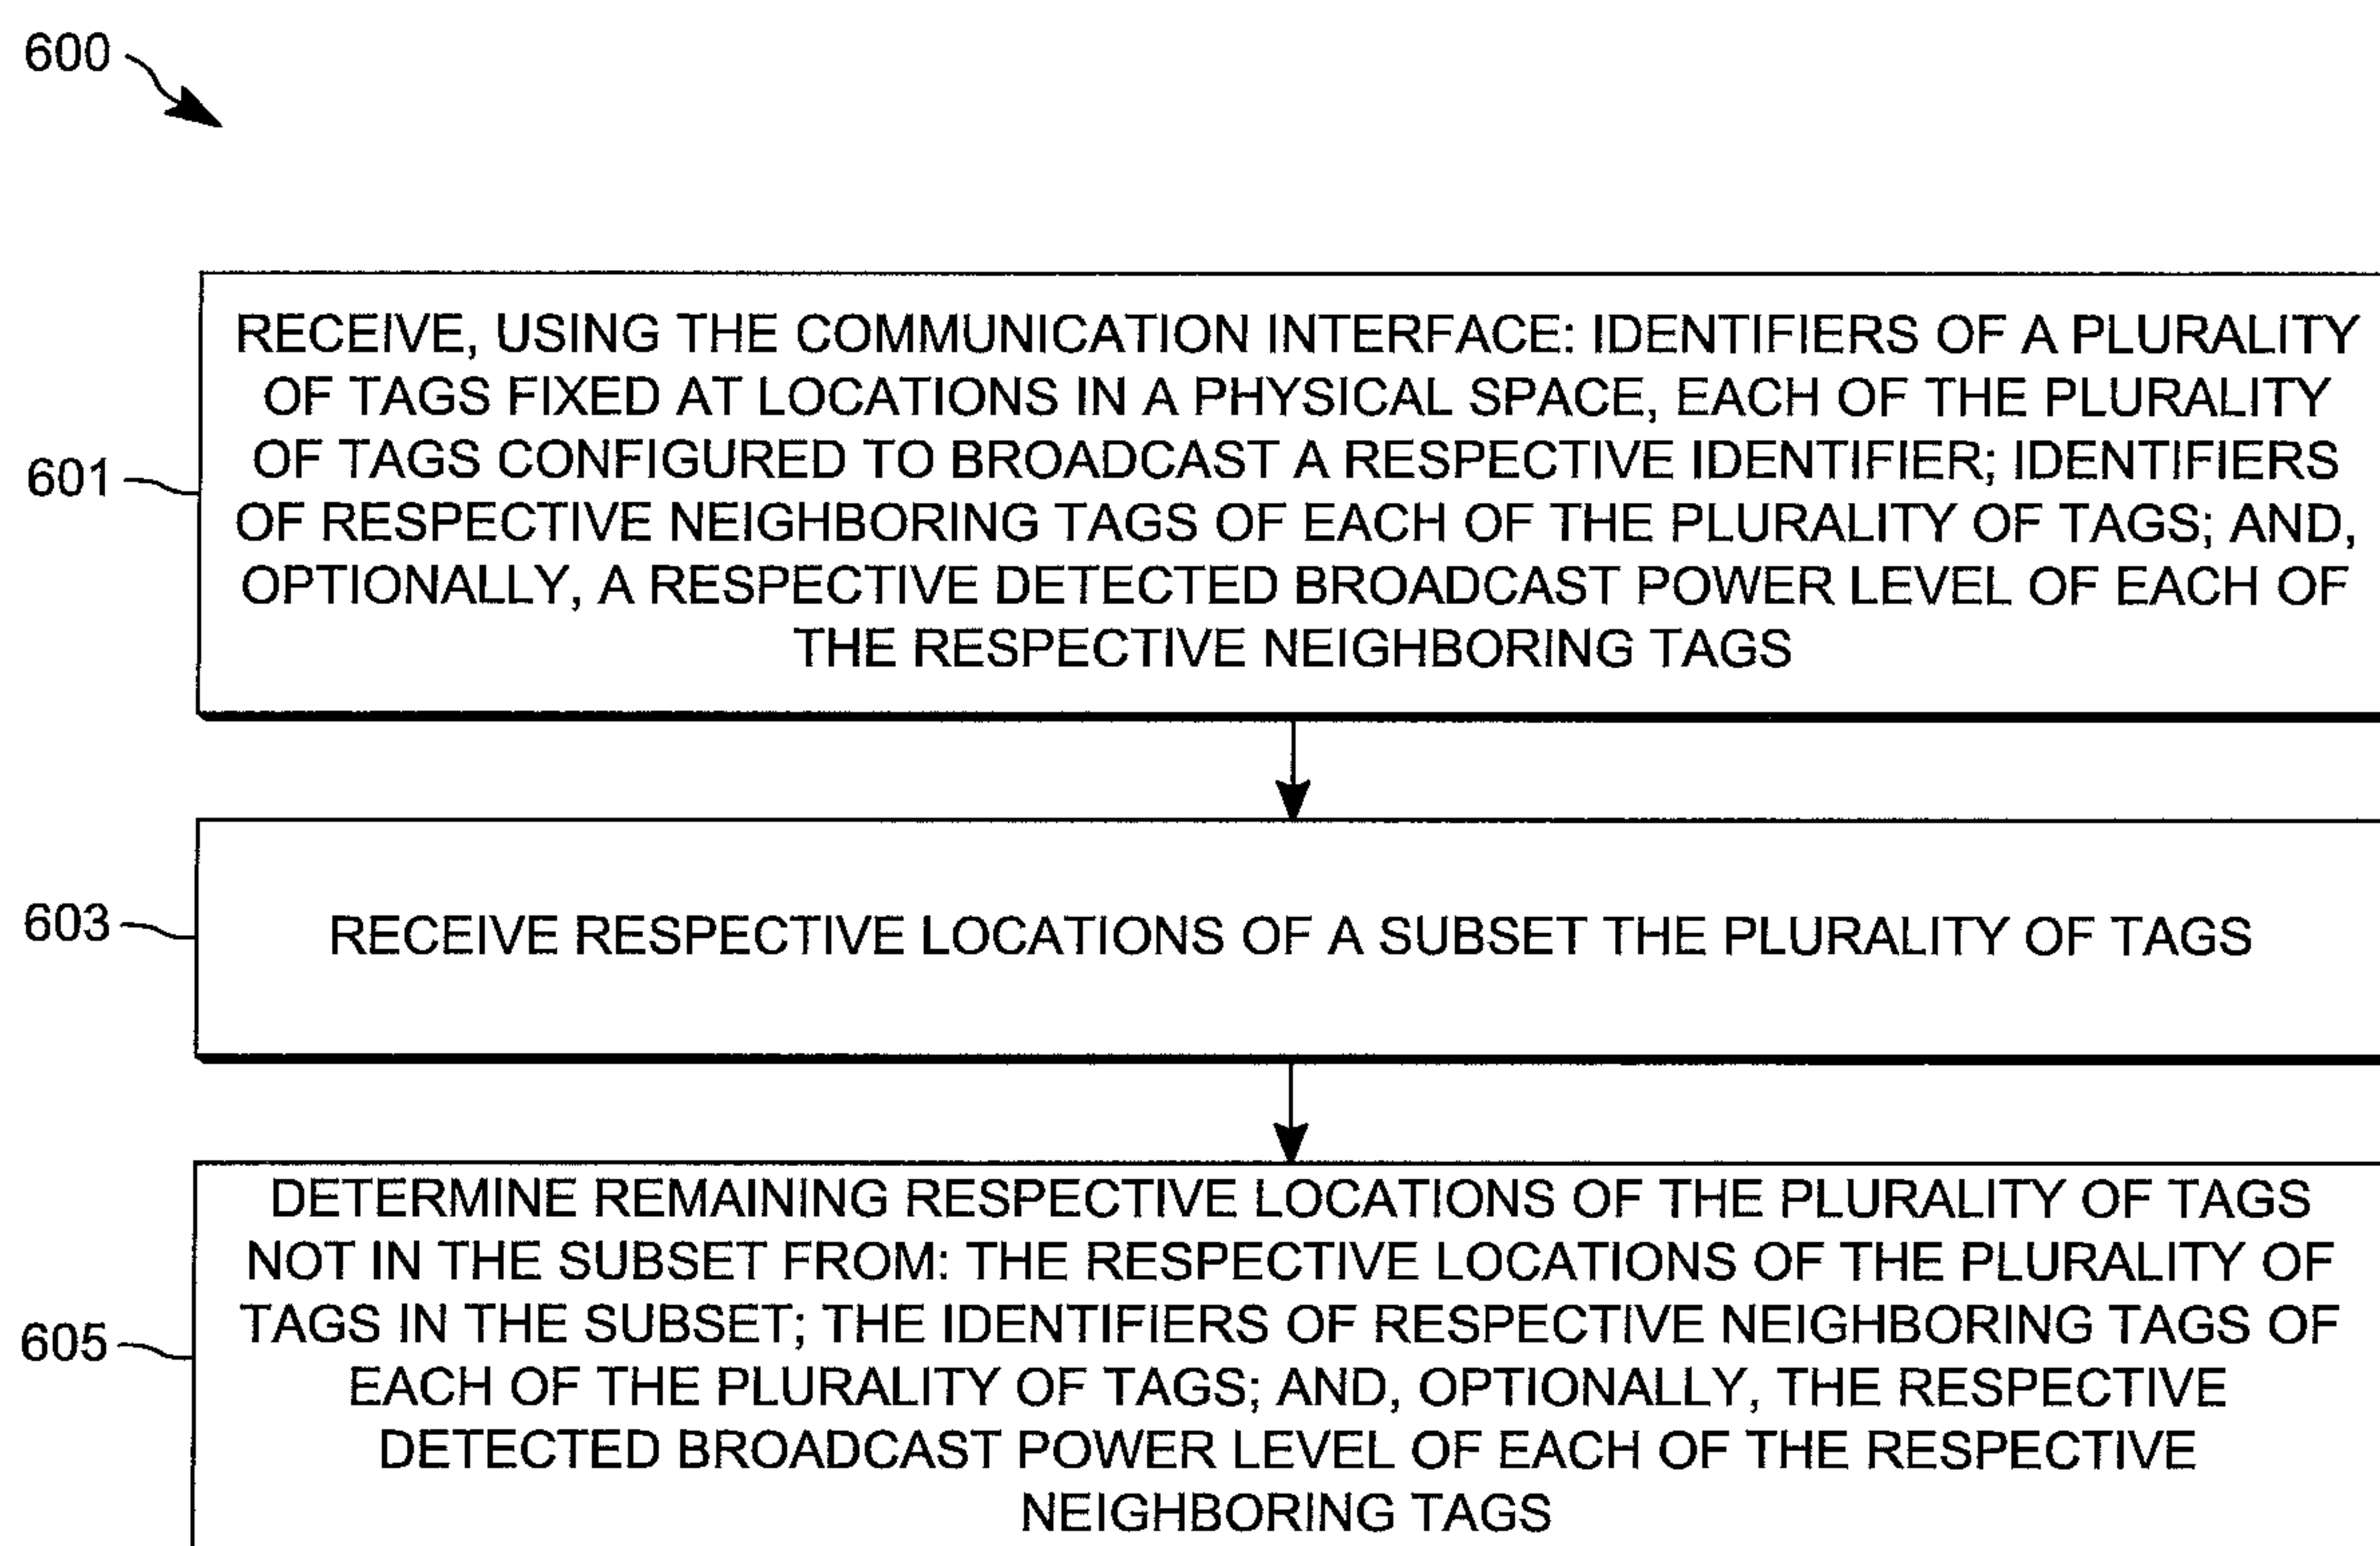 600
RECEIVE, USING THE COMMUNICATION INTERFACE: IDENTIFIERS OF A PLURALITY
OF TAGS FIXED AT LOCATIONS IN A PHYSICAL SPACE, EACH OF THE PLURALITY
OF TAGS CONFIGURED TO BROADCAST A RESPECTIVE IDENTIFIER; IDENTIFIERS
601
OF RESPECTIVE NEIGHBORING TAGS OF EACH OF THE PLURALITY OF TAGS; AND,
OPTIONALLY, A RESPECTIVE DETECTED BROADCAST POWER LEVEL OF EACH OF
THE RESPECTIVE NEIGHBORING TAGS
603
RECEIVE RESPECTIVE LOCATIONS OF A SUBSET THE PLURALITY OF TAGS
DETERMINE REMAINING RESPECTIVE LOCATIONS OF THE PLURALITY OF TAGS
NOT IN THE SUBSET FROM: THE RESPECTIVE LOCATIONS OF THE PLURALITY OF
TAGS IN THE SUBSET; THE IDENTIFIERS OF RESPECTIVE NEIGHBORING TAGS OF
605
EACH OF THE PLURALITY OF TAGS; AND, OPTIONALLY, THE RESPECTIVE
DETECTED BROADCAST POWER LEVEL OF EACH OF THE RESPECTIVE
NEIGHBORING TAGS